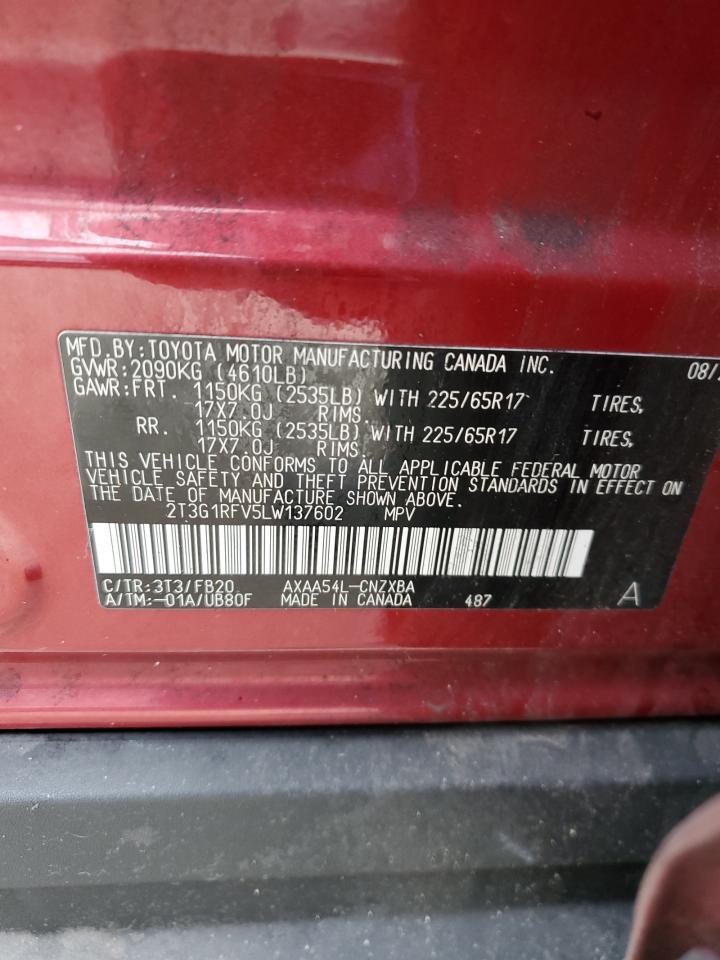 MFD.BY:TOYOTA MOTOR MANUFACTURING CANADA INC. 08/
GVWR:2090KG (4610LB)
GAWR:FRT. 1150KG (2535LB) WITH 225/65R17 TIRES,
17X7.0J RIMS.
RR. 1150KG (2535LB) WITH 225/65R17 TIRES,
17X7.0J RIMS.
THIS VEHICLE CONFORMS TO ALL APPLICABLE FEDERAL MOTOR
VEHICLE SAFETY AND THEFT PREVENTION STANDARDS IN EFFECT ON
THE DATE OF MANUFACTURE SHOWN ABOVE.
2T3G1RFV5LW137602 MPV
C/TR:3T3/FB20 AXAA54L-CNZXBA
A/TM:-01A/UB80F MADE IN CANADA 487 A